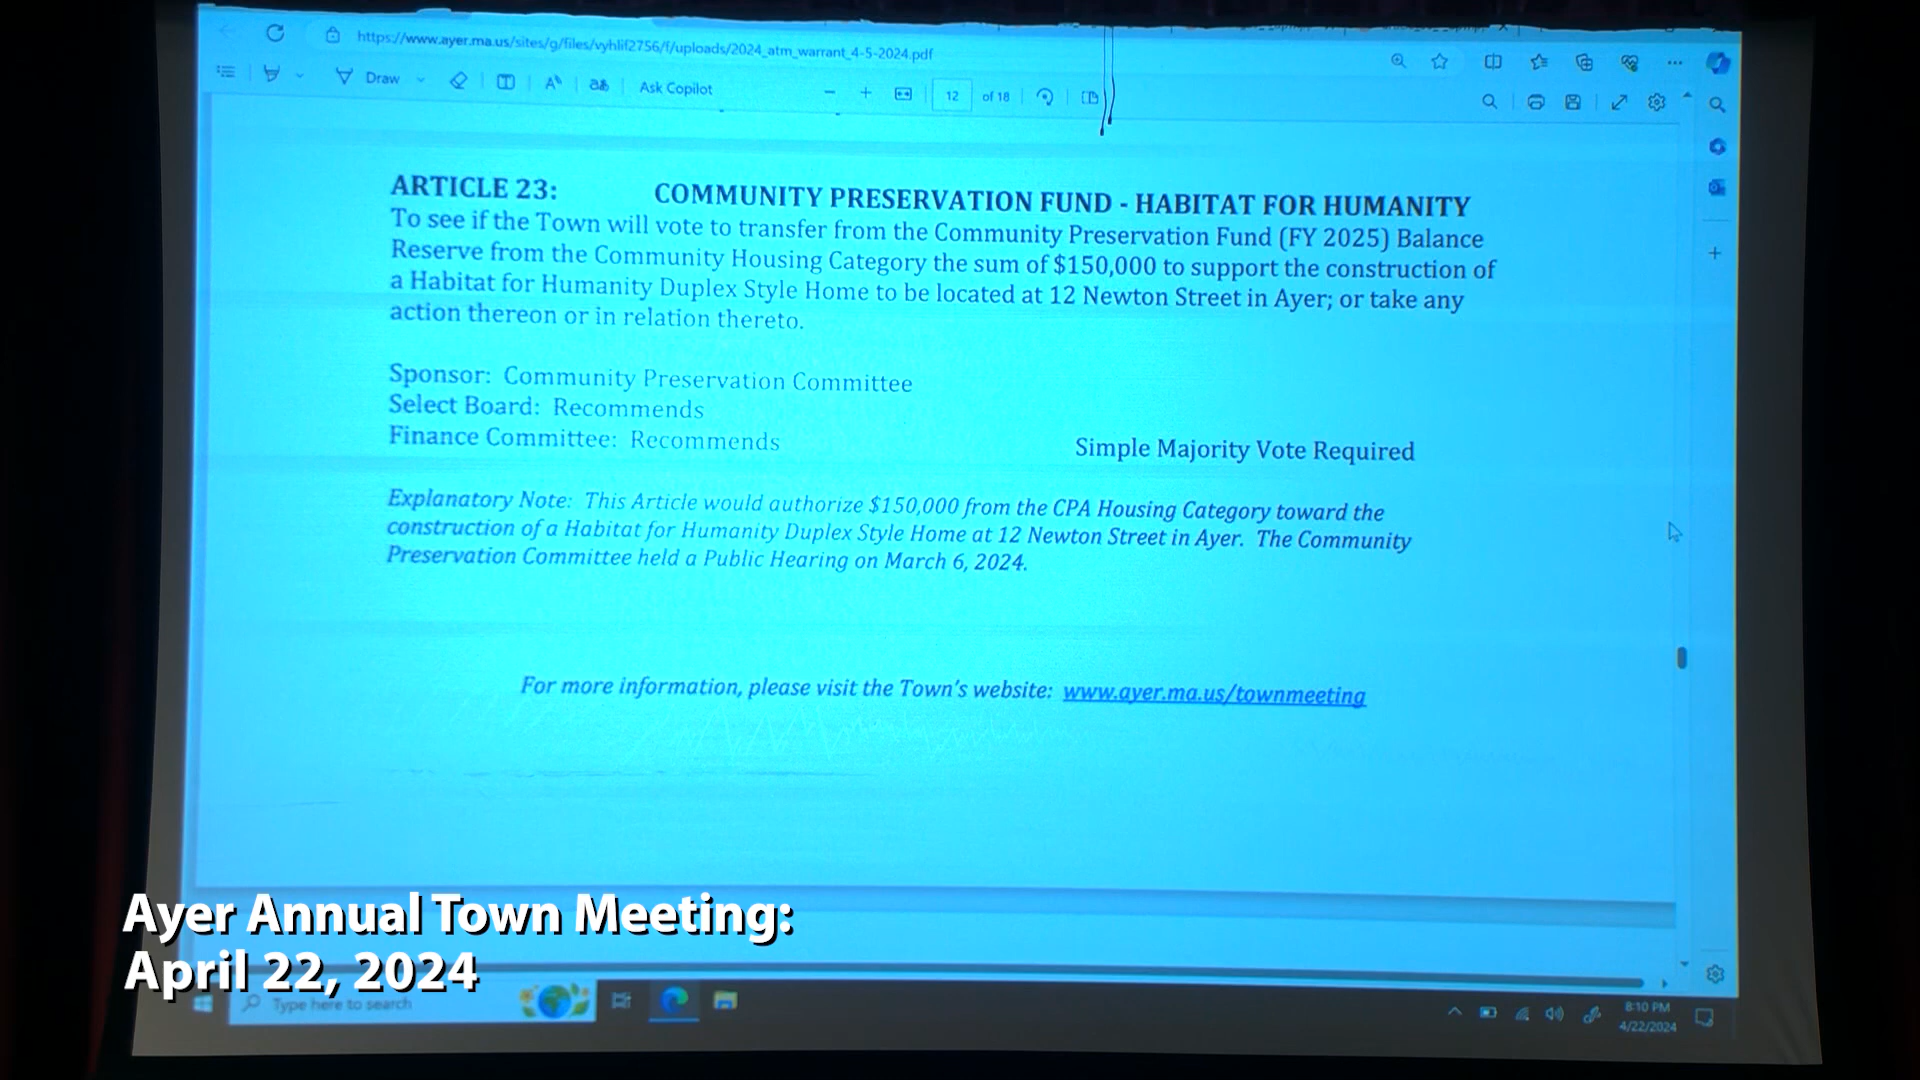 https://www.ayer.ma.us/sites/g/files/vyhlif2756/f/uploads/2024_atm_warrant_4-5-2024.pdf
Draw aあ Ask Copilot 12 of 18
ARTICLE 23: COMMUNITY PRESERVATION FUND - HABITAT FOR HUMANITY
To see if the Town will vote to transfer from the Community Preservation Fund (FY 2025) Balance
Reserve from the Community Housing Category the sum of $150,000 to support the construction of
a Habitat for Humanity Duplex Style Home to be located at 12 Newton Street in Ayer; or take any
action thereon or in relation thereto.
Sponsor: Community Preservation Committee
Select Board: Recommends
Finance Committee: Recommends Simple Majority Vote Required
Explanatory Note: This Article would authorize $150,000 from the CPA Housing Category toward the
construction of a Habitat for Humanity Duplex Style Home at 12 Newton Street in Ayer. The Community
Preservation Committee held a Public Hearing on March 6, 2024.
For more information, please visit the Town's website: www.ayer.ma.us/townmeeting
Ayer Annual Town Meeting:
April 22, 2024
Type here to search
8:10 PM
4/22/2024